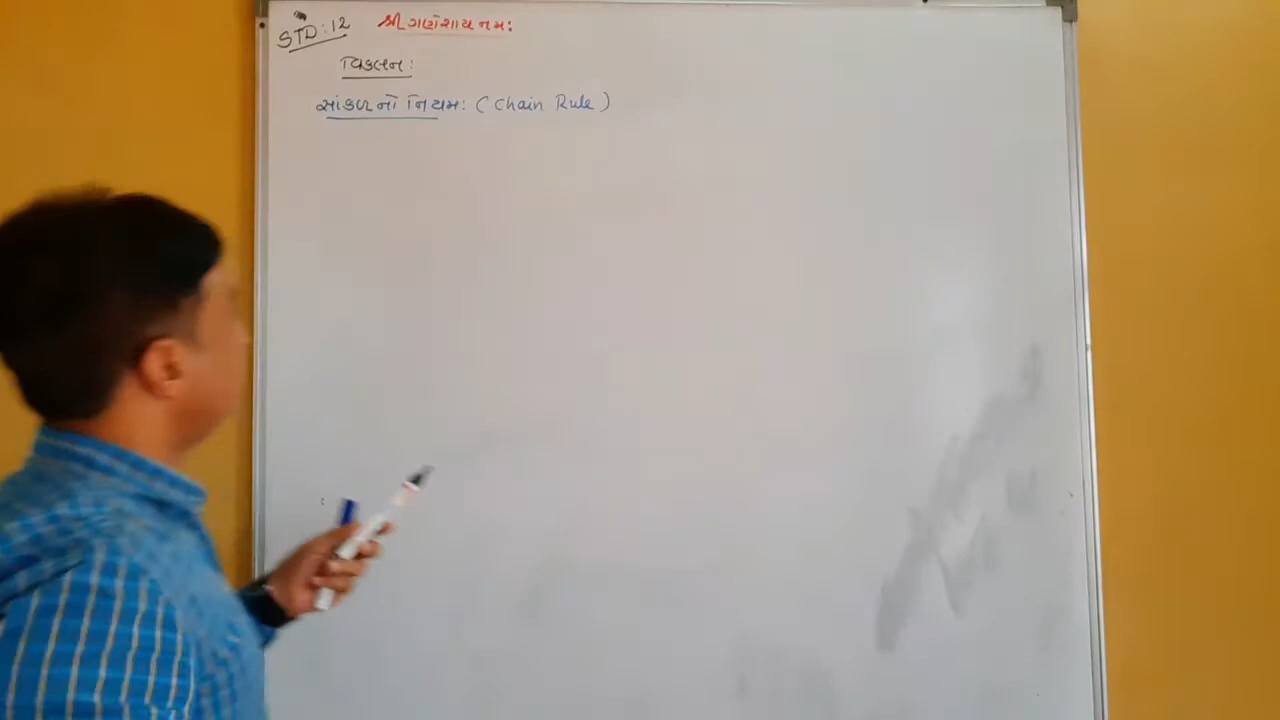 STD : 12
શ્રી ગણેશાય નમઃ
વિકલન :
સાંકળનો નિયમ : ( Chain Rule )